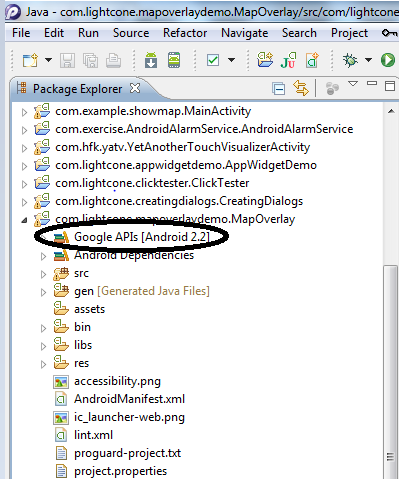 Java - com.lightcone.mapoverlaydemo.MapOverlay/src/com/lightcone
File Edit Run Source Refactor Navigate Search Project
Package Explorer
com.example.showmap.MainActivity
com.exercise.AndroidAlarmService.AndroidAlarmService
com.hfk.yatv.YetAnotherTouchVisualizerActivity
com.lightcone.appwidgetdemo.AppWidgetDemo
com.lightcone.clicktester.ClickTester
com.lightcone.creatingdialogs.CreatingDialogs
com.lightcone.mapoverlaydemo.MapOverlay
Google APIs [Android 2.2]
Android Dependencies
src
gen [Generated Java Files]
assets
bin
libs
res
accessibility.png
AndroidManifest.xml
ic_launcher-web.png
lint.xml
proguard-project.txt
project.properties